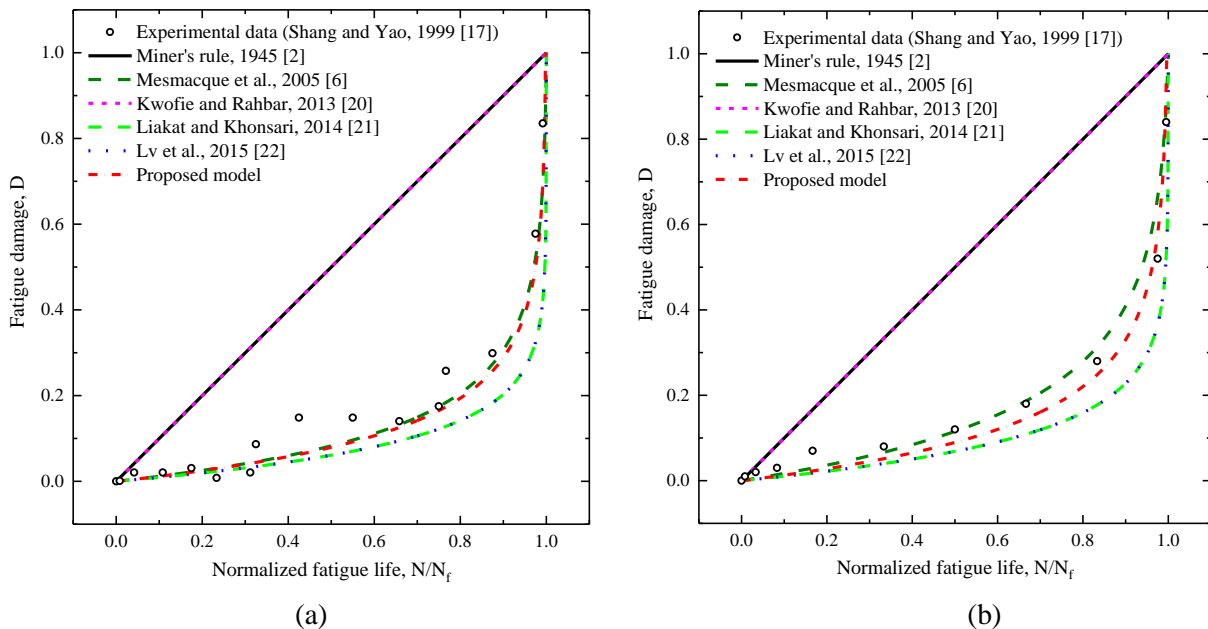 Experimental data (Shang and Yao, 1999 [17])
Miner's rule, 1945 [2]
Mesmacque et al., 2005 [6]
Kwofie and Rahbar, 2013 [20]
Liakat and Khonsari, 2014 [21]
Lv et al., 2015 [22]
Proposed model
Fatigue damage, D
1.0
0.8
0.6
0.4
0.2
0.0
0.0 0.2 0.4 0.6 0.8 1.0
Normalized fatigue life, N/Nf
(a)
Experimental data (Shang and Yao, 1999 [17])
Miner's rule, 1945 [2]
Mesmacque et al., 2005 [6]
Kwofie and Rahbar, 2013 [20]
Liakat and Khonsari, 2014 [21]
Lv et al., 2015 [22]
Proposed model
Fatigue damage, D
1.0
0.8
0.6
0.4
0.2
0.0
0.0 0.2 0.4 0.6 0.8 1.0
Normalized fatigue life, N/Nf
(b)